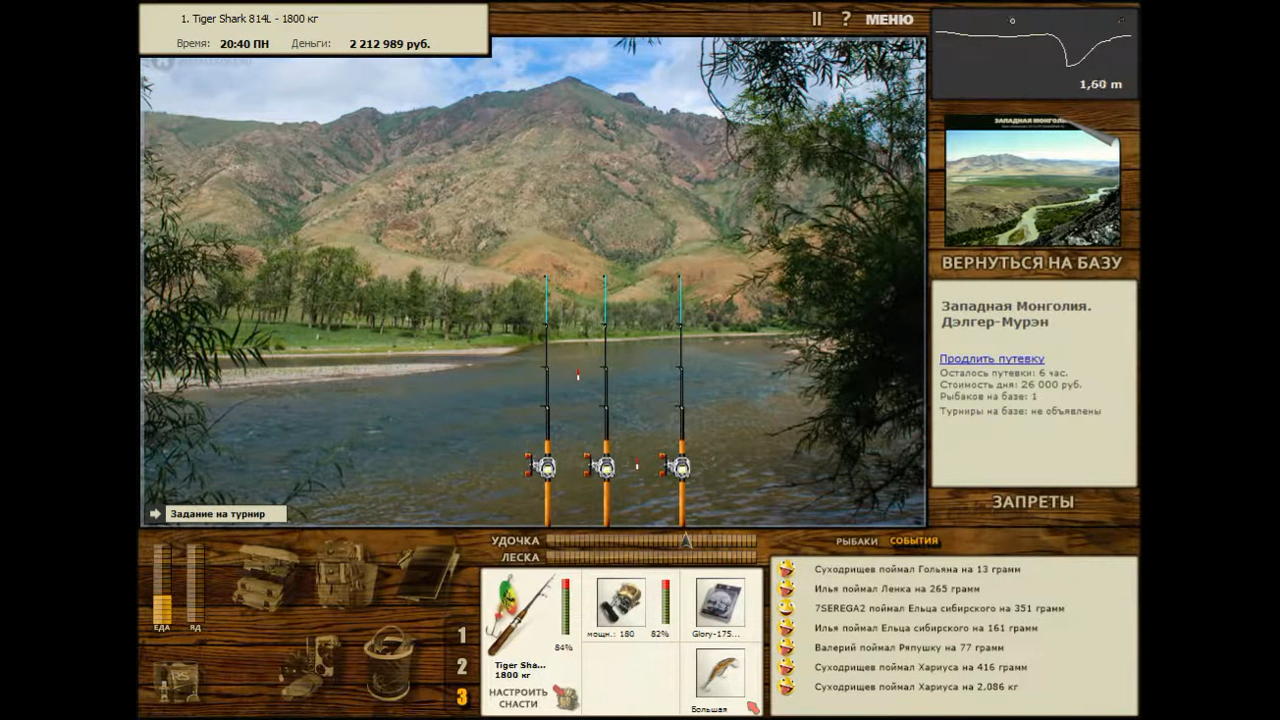 1. Tiger Shark 814L - 1800 кг
Время: 20:40 ПН Деньги: 2 212 989 руб.
|| ? МЕНЮ
1,60 m
ЗАПАДНАЯ МОНГОЛИЯ
ВЕРНУТЬСЯ НА БАЗУ
Западная Монголия.
Дэлгер-Мурэн
Продлить путевку
Осталось путевки: 6 час.
Стоимость дня: 26 000 руб.
Рыбаков на базе: 1
Турниры на базе: не объявлены
ЗАПРЕТЫ
Задание на турнир
УДОЧКА
ЛЕСКА
РЫБАКИ СОБЫТИЯ
ЕДА
ЯД
1
2
3
84%
Tiger Sha...
1800 кг
НАСТРОИТЬ
СНАСТИ
мощн.: 180 82%
Glory-175...
Большая
Суходрищев поймал Гольяна на 13 грамм
Илья поймал Ленка на 265 грамм
7SEREGA2 поймал Ельца сибирского на 351 грамм
Илья поймал Ельца сибирского на 161 грамм
Валерий поймал Ряпушку на 77 грамм
Суходрищев поймал Хариуса на 416 грамм
Суходрищев поймал Хариуса на 2,086 кг